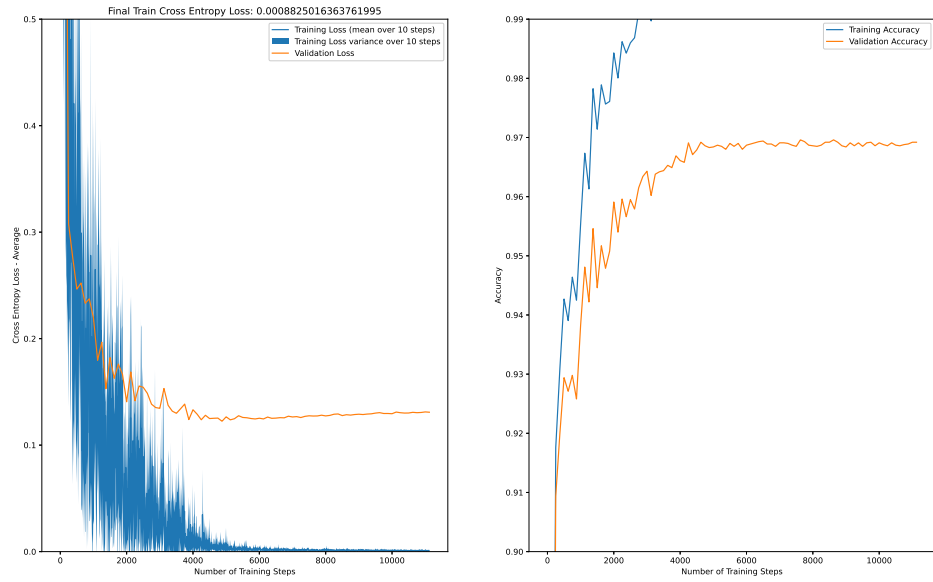 Final Train Cross Entropy Loss: 0.0008825016363761995
Training Loss (mean over 10 steps)
Training Loss variance over 10 steps
Validation Loss
0.5
0.4
0.3
0.2
0.1
0.0
Cross Entropy Loss - Average
0
2000
4000
6000
8000
10000
Number of Training Steps
Training Accuracy
Validation Accuracy
0.99
0.98
0.97
0.96
0.95
0.94
0.93
0.92
0.91
0.90
Accuracy
0
2000
4000
6000
8000
10000
Number of Training Steps